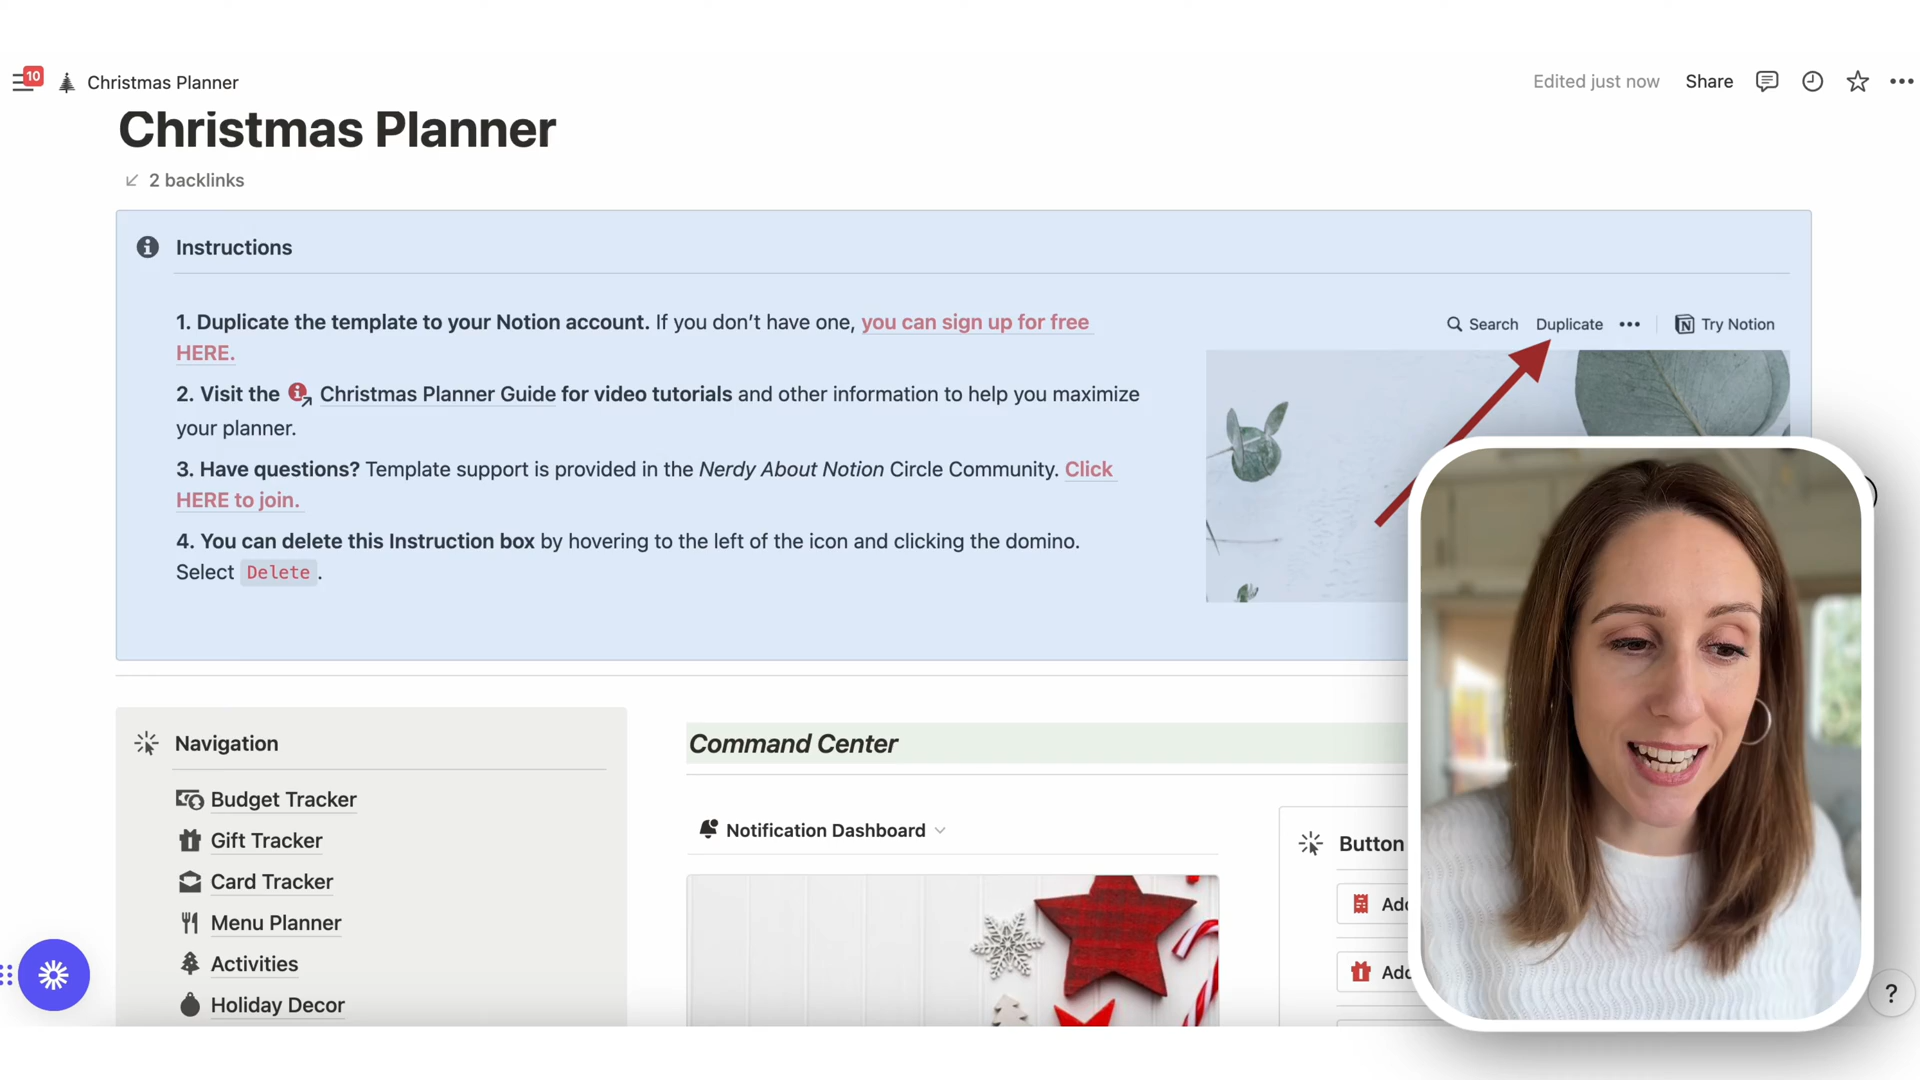 10
Christmas Planner
Edited just now
Share
Christmas Planner
2 backlinks
Instructions
1. Duplicate the template to your Notion account. If you don’t have one, you can sign up for free
HERE.
2. Visit the Christmas Planner Guide for video tutorials and other information to help you maximize
your planner.
3. Have questions? Template support is provided in the Nerdy About Notion Circle Community. Click
HERE to join.
4. You can delete this Instruction box by hovering to the left of the icon and clicking the domino.
Select Delete.
Search
Duplicate
Try Notion
Navigation
Budget Tracker
Gift Tracker
Card Tracker
Menu Planner
Activities
Holiday Decor
Command Center
Notification Dashboard
Button
?